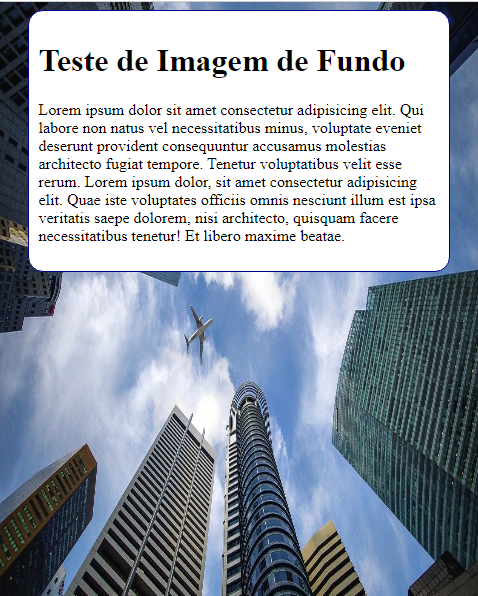 Teste de Imagem de Fundo
Lorem ipsum dolor sit amet consectetur adipisicing elit. Qui
labore non natus vel necessitatibus minus, voluptate eveniet
deserunt provident consequuntur accusamus molestias
architecto fugiat tempore. Tenetur voluptatibus velit esse
rerum. Lorem ipsum dolor, sit amet consectetur adipisicing
elit. Quae iste voluptates officiis omnis nesciunt illum est ipsa
veritatis saepe dolorem, nisi architecto, quisquam facere
necessitatibus tenetur! Et libero maxime beatae.